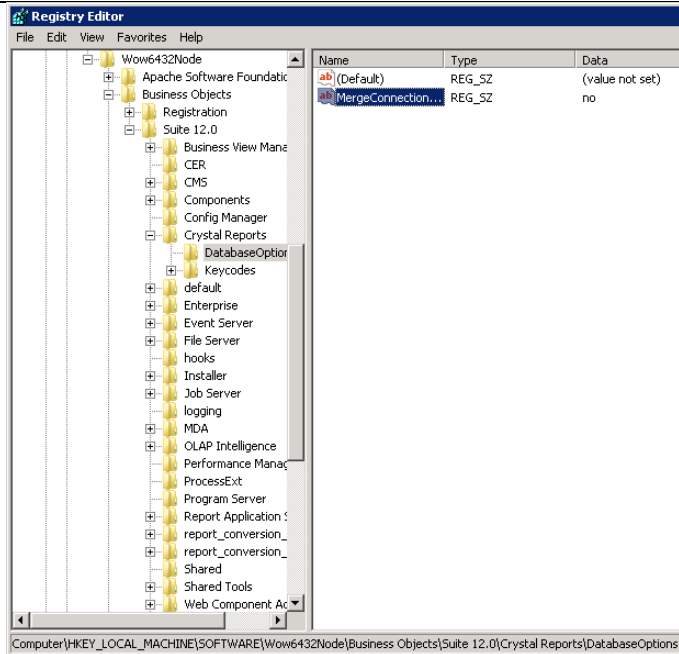 Registry Editor
File Edit View Favorites Help
Wow6432Node
Apache Software Foundatio
Business Objects
Registration
Suite 12.0
Business View Mana
CER
CMS
Components
Config Manager
Crystal Reports
DatabaseOption
Keycodes
default
Enterprise
Event Server
File Server
hooks
Installer
Job Server
logging
MDA
OLAP Intelligence
Performance Manag
ProcessExt
Program Server
Report Application S
report_conversion_
report_conversion_
Shared
Shared Tools
Web Component Ad
Name Type Data
ab (Default) REG_SZ (value not set)
ab MergeConnection... REG_SZ no
Computer\HKEY_LOCAL_MACHINE\SOFTWARE\Wow6432Node\Business Objects\Suite 12.0\Crystal Reports\DatabaseOptions